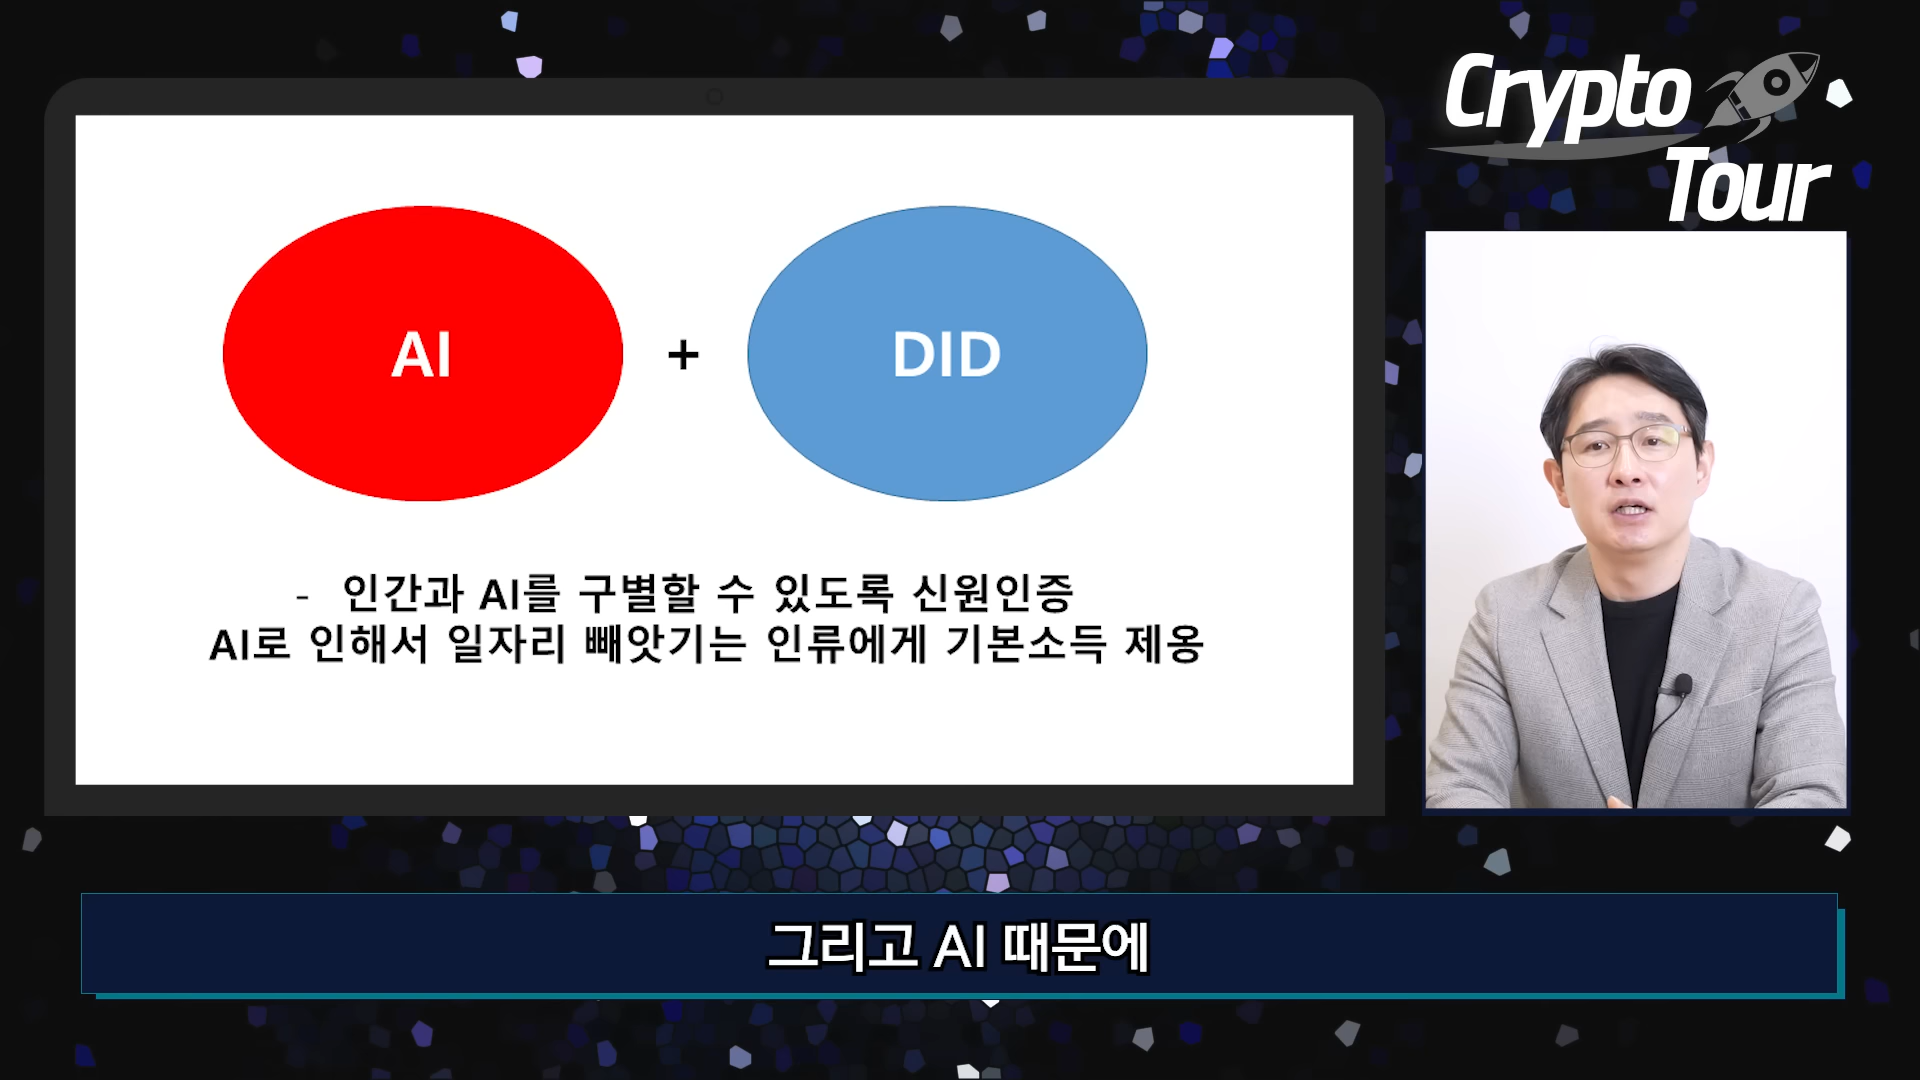 Crypto
Tour
AI + DID
- 인간과 AI를 구별할 수 있도록 신원인증
AI로 인해서 일자리 빼앗기는 인류에게 기본소득 제옹
그리고 AI 때문에